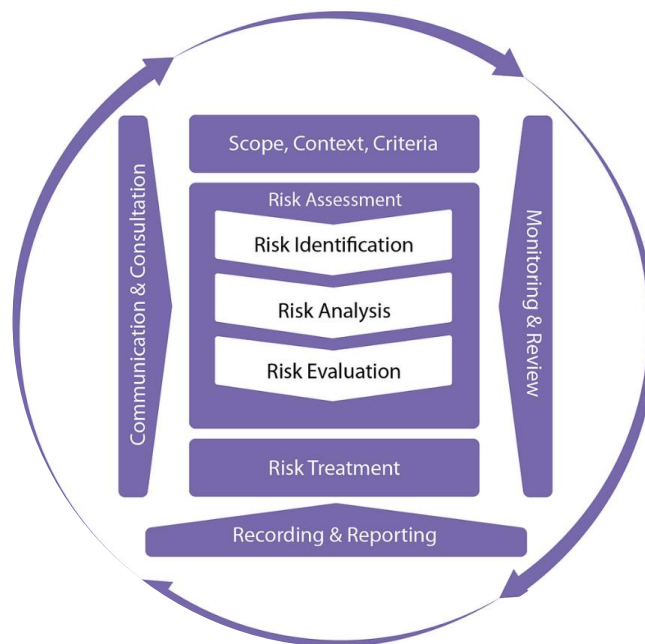 Scope, Context, Criteria
Risk Assessment
Risk Identification
Risk Analysis
Risk Evaluation
Risk Treatment
Recording & Reporting
Communication & Consultation
Monitoring & Review